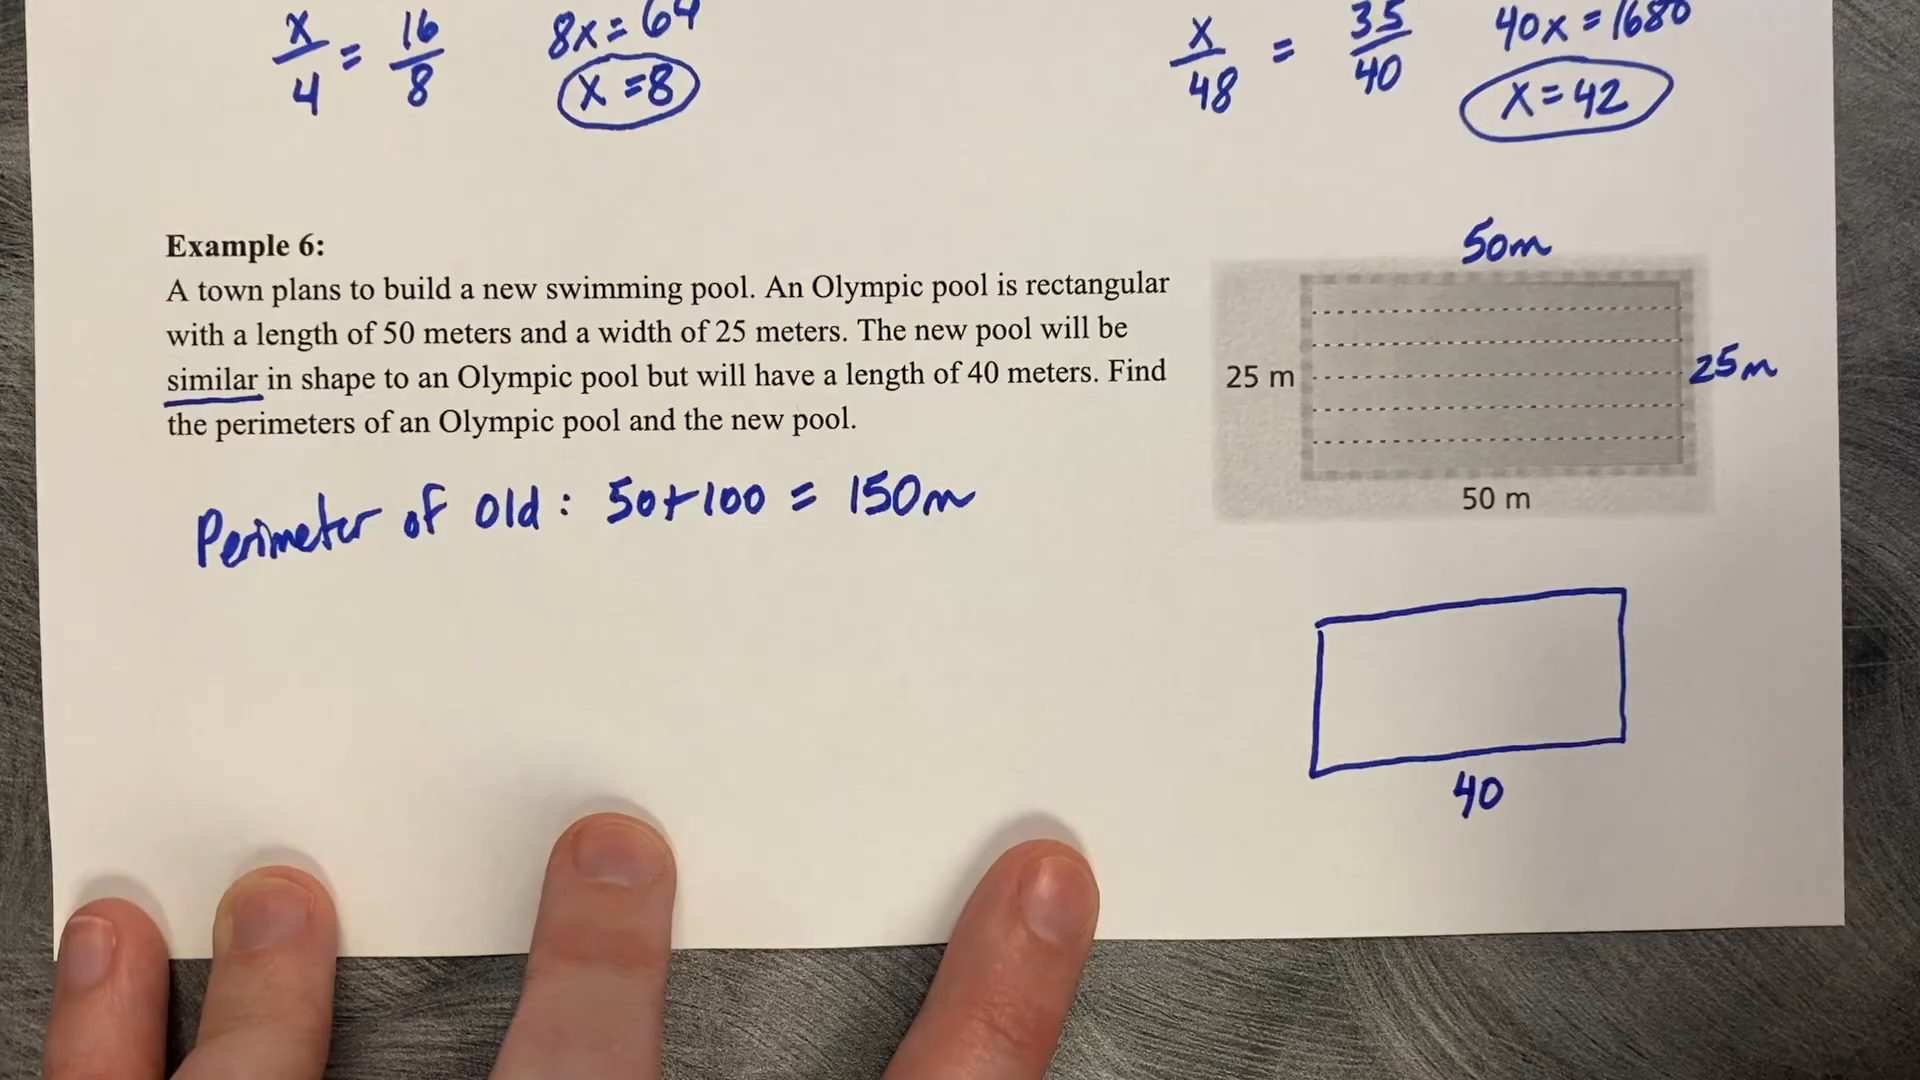 x/4 = 16/8 8x = 64
x = 8
x/48 = 35/40 40x = 1680
x = 42
Example 6:
A town plans to build a new swimming pool. An Olympic pool is rectangular
with a length of 50 meters and a width of 25 meters. The new pool will be
similar in shape to an Olympic pool but will have a length of 40 meters. Find
the perimeters of an Olympic pool and the new pool.
50m
25 m
25m
50 m
Perimeter of Old: 50+100 = 150m
40